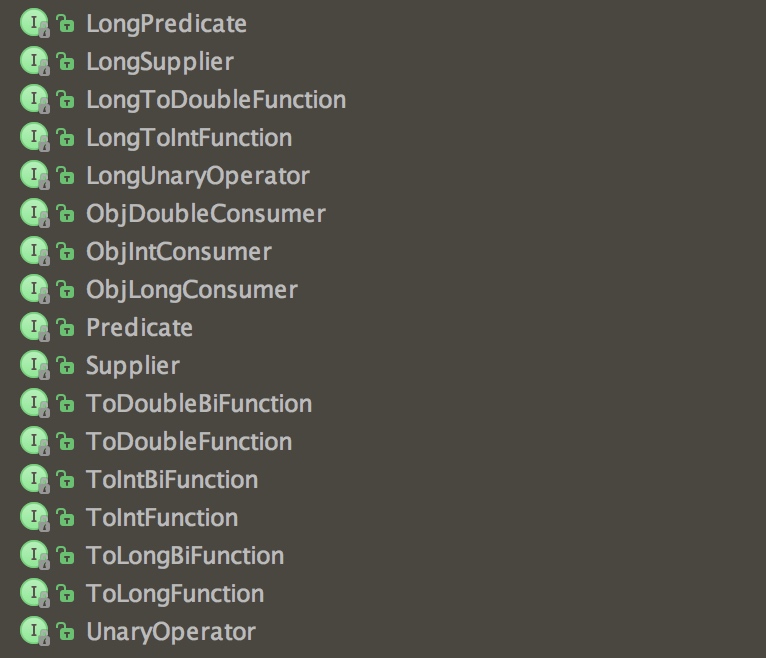 LongPredicate
LongSupplier
LongToDoubleFunction
LongToIntFunction
LongUnaryOperator
ObjDoubleConsumer
ObjIntConsumer
ObjLongConsumer
Predicate
Supplier
ToDoubleBiFunction
ToDoubleFunction
ToIntBiFunction
ToIntFunction
ToLongBiFunction
ToLongFunction
UnaryOperator